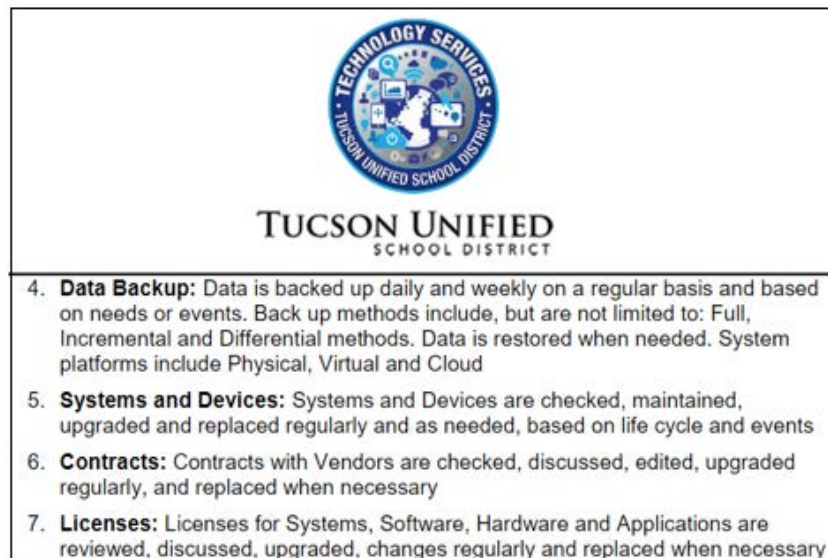 TECHNOLOGY SERVICES
TUCSON UNIFIED SCHOOL DISTRICT
TUCSON UNIFIED
SCHOOL DISTRICT
4. Data Backup: Data is backed up daily and weekly on a regular basis and based
on needs or events. Back up methods include, but are not limited to: Full,
Incremental and Differential methods. Data is restored when needed. System
platforms include Physical, Virtual and Cloud
5. Systems and Devices: Systems and Devices are checked, maintained,
upgraded and replaced regularly and as needed, based on life cycle and events
6. Contracts: Contracts with Vendors are checked, discussed, edited, upgraded
regularly, and replaced when necessary
7. Licenses: Licenses for Systems, Software, Hardware and Applications are
reviewed, discussed, upgraded, changes regularly and replaced when necessary